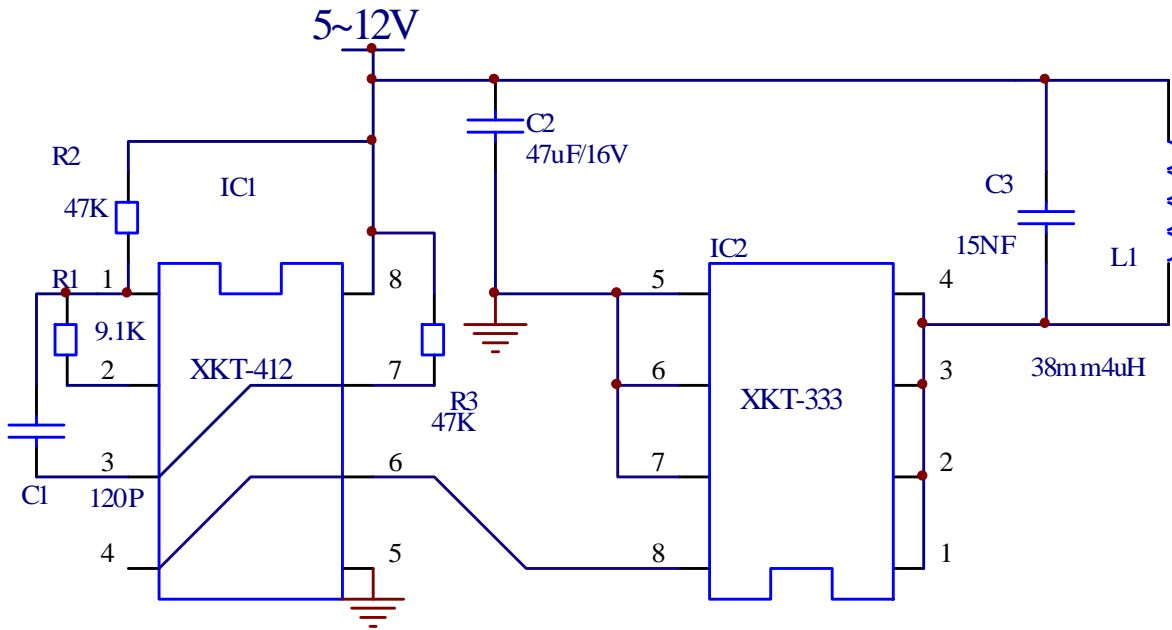 5~12V
C2
47uF/16V
R2
47K
IC1
C3
15NF
L1
IC2
R1
1
8
9.1K
2
7
XKT-412
R3
47K
3
6
C1
120P
4
5
5
4
6
3
XKT-333
38mm4uH
7
2
8
1